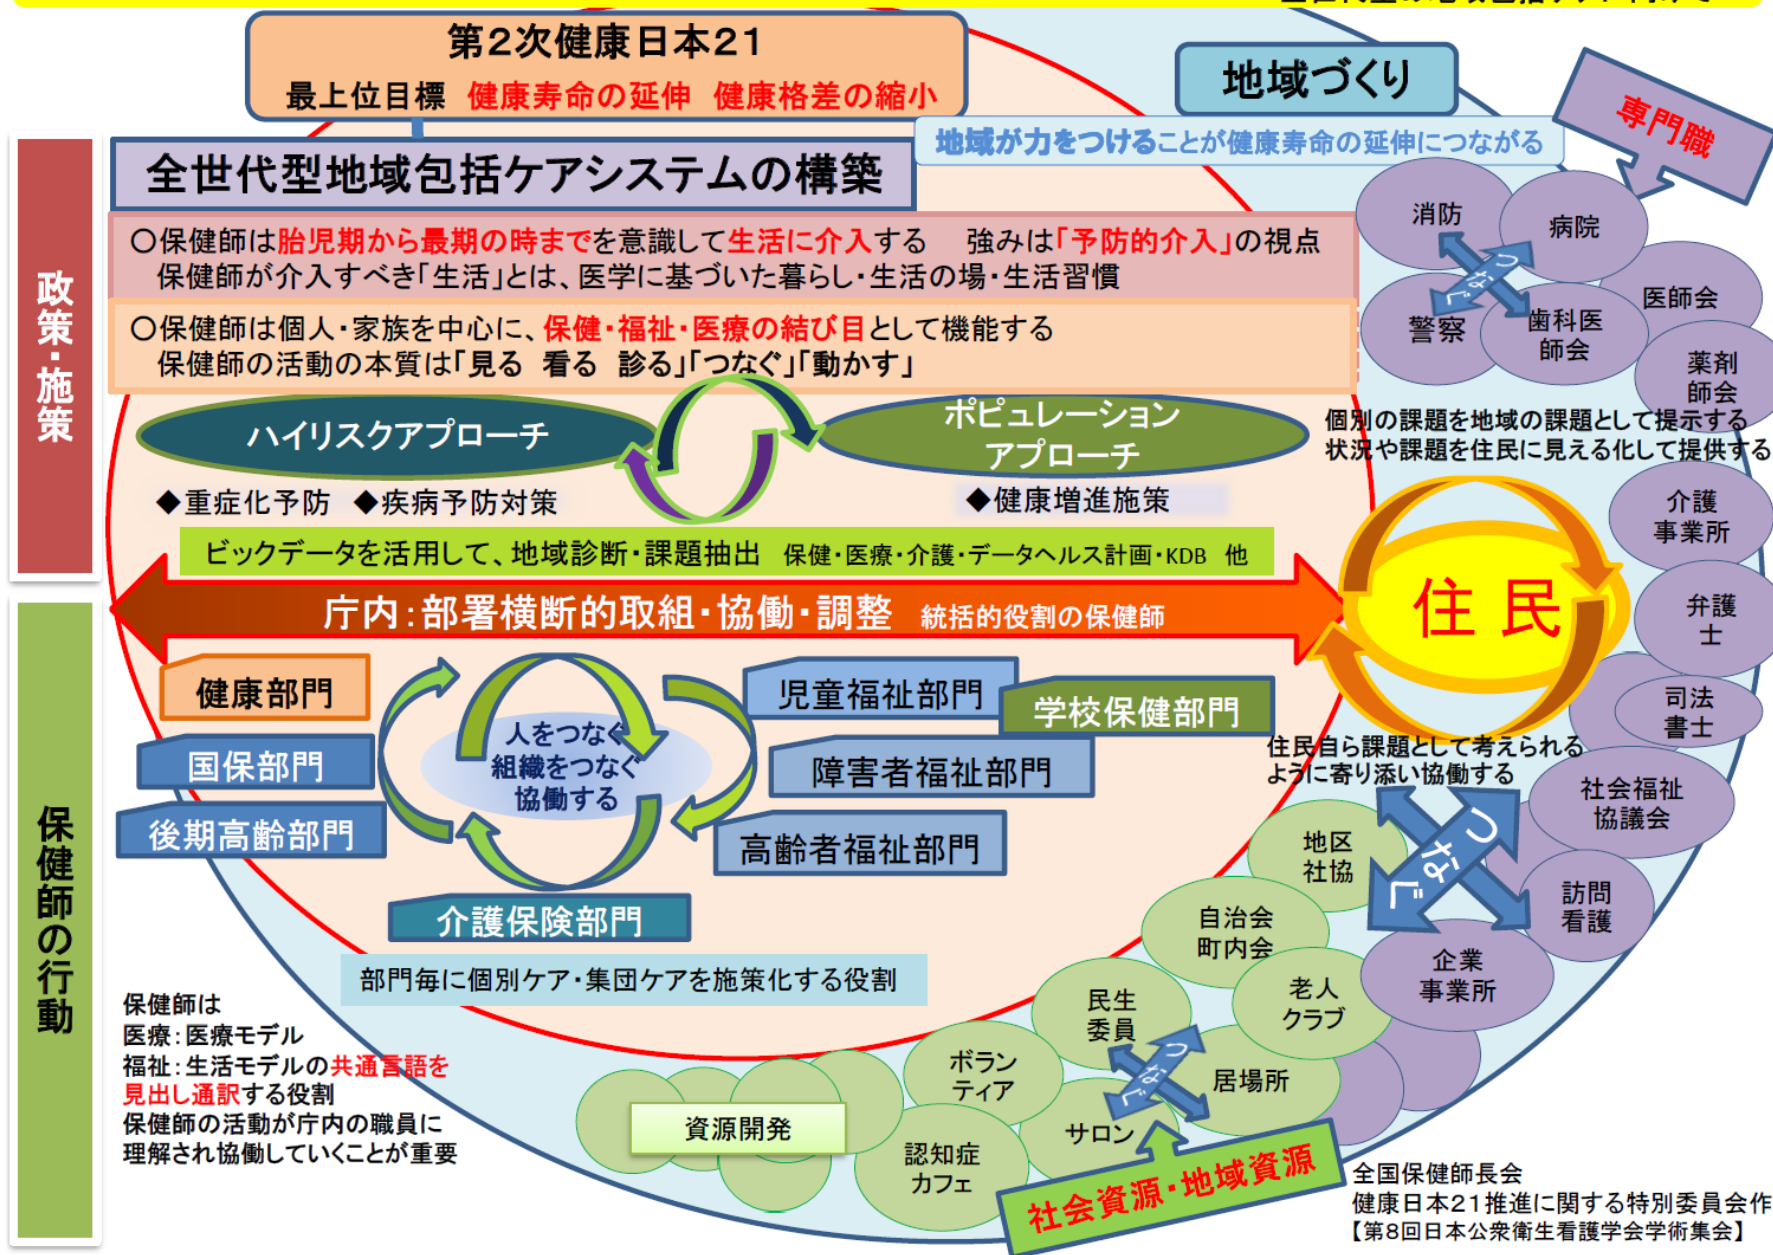 第２次健康日本２１
最上位目標 健康寿命の延伸 健康格差の縮小
地域づくり
地域が力をつけることが健康寿命の延伸につながる
専門職
全世代型地域包括ケアシステムの構築
政策・施策
○保健師は胎児期から最期の時までを意識して生活に介入する 強みは「予防的介入」の視点
保健師が介入すべき「生活」とは、医学に基づいた暮らし・生活の場・生活習慣
○保健師は個人・家族を中心に、保健・福祉・医療の結び目として機能する
保健師の活動の本質は「見る 看る 診る」「つなぐ」「動かす」
消防
病院
つなぐ
警察
歯科医
師会
医師会
薬剤
師会
ハイリスクアプローチ
ポピュレーション
アプローチ
個別の課題を地域の課題として提示する
状況や課題を住民に見える化して提供する
◆重症化予防 ◆疾病予防対策
◆健康増進施策
ビックデータを活用して、地域診断・課題抽出 保健・医療・介護・データヘルス計画・KDB 他
庁内：部署横断的取組・協働・調整 統括的役割の保健師
住民
介護
事業所
弁護
士
司法
書士
保健師の行動
健康部門
国保部門
後期高齢部門
介護保険部門
人をつなぐ
組織をつなぐ
協働する
児童福祉部門
学校保健部門
障害者福祉部門
高齢者福祉部門
住民自ら課題として考えられる
ように寄り添い協働する
社会福祉
協議会
つなぐ
訪問
看護
企業
事業所
地区
社協
自治会
町内会
老人
クラブ
民生
委員
つなぐ
居場所
ボラン
ティア
サロン
認知症
カフェ
資源開発
社会資源・地域資源
部門毎に個別ケア・集団ケアを施策化する役割
保健師は
医療：医療モデル
福祉：生活モデルの共通言語を
見出し通訳する役割
保健師の活動が庁内の職員に
理解され協働していくことが重要
全国保健師長会
健康日本２１推進に関する特別委員会作
【第8回日本公衆衛生看護学会学術集会】